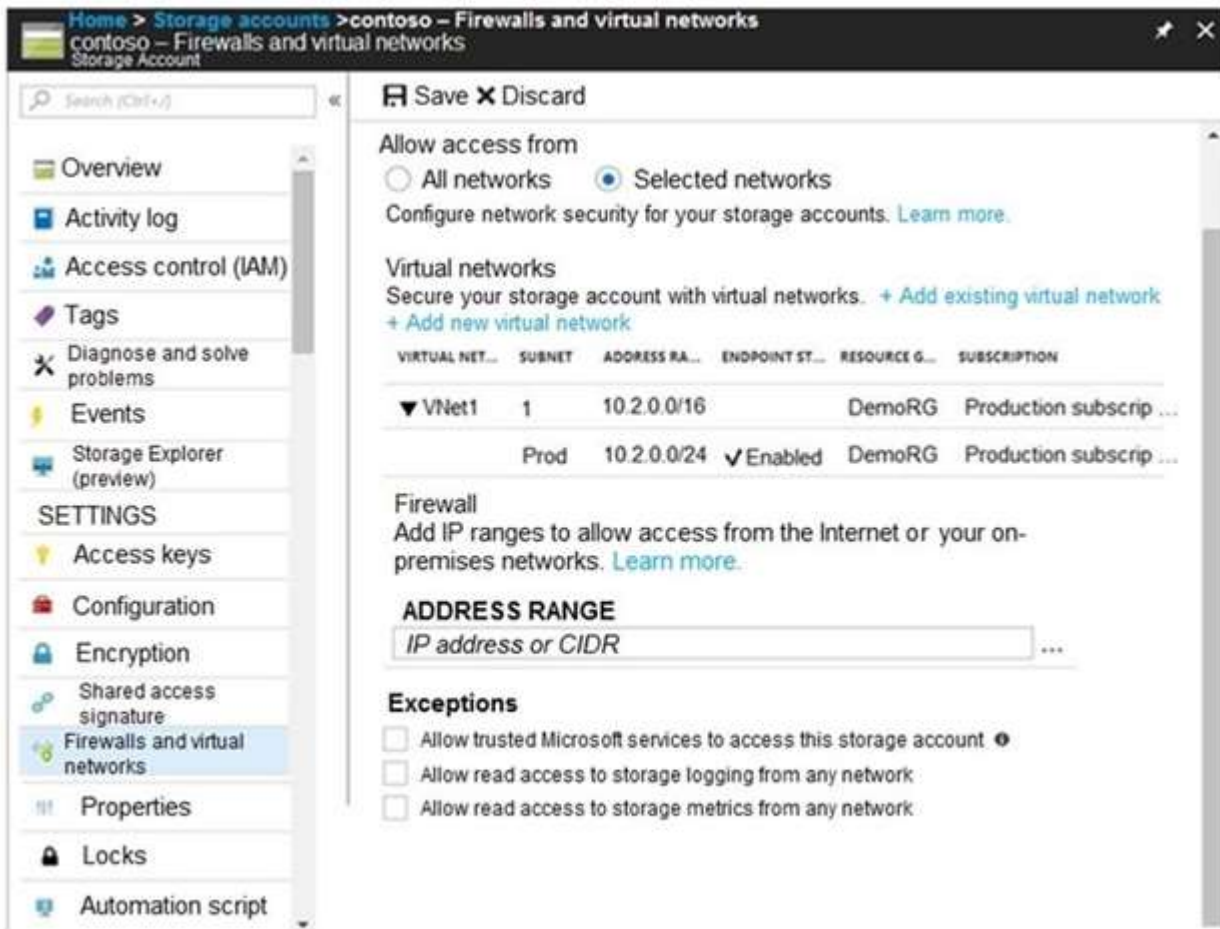 Home > Storage accounts >contoso – Firewalls and virtual networks
contoso – Firewalls and virtual networks
Storage Account
Search (Ctrl+/)
«
Overview
Activity log
Access control (IAM)
Tags
Diagnose and solve
problems
Events
Storage Explorer
(preview)
SETTINGS
Access keys
Configuration
Encryption
Shared access
signature
Firewalls and virtual
networks
Properties
Locks
Automation script
Save ✕ Discard
Allow access from
All networks Selected networks
Configure network security for your storage accounts. Learn more.
Virtual networks
Secure your storage account with virtual networks. + Add existing virtual network
+ Add new virtual network
VIRTUAL NET... SUBNET ADDRESS RA... ENDPOINT ST... RESOURCE G... SUBSCRIPTION
▼ VNet1 1 10.2.0.0/16 DemoRG Production subscrip ...
Prod 10.2.0.0/24 ✓Enabled DemoRG Production subscrip ...
Firewall
Add IP ranges to allow access from the Internet or your on-
premises networks. Learn more.
ADDRESS RANGE
IP address or CIDR ...
Exceptions
Allow trusted Microsoft services to access this storage account
Allow read access to storage logging from any network
Allow read access to storage metrics from any network